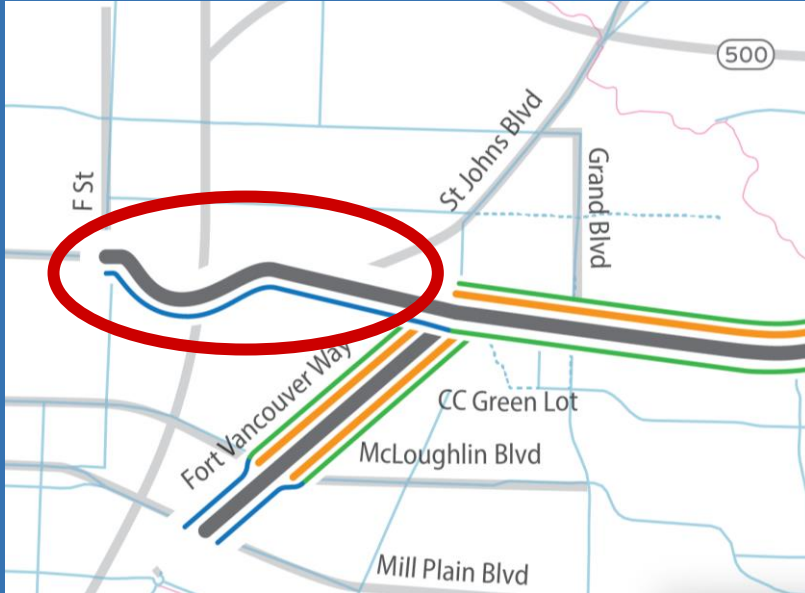 500
St Johns Blvd
F St
Grand Blvd
Fort Vancouver Way
CC Green Lot
McLoughlin Blvd
Mill Plain Blvd